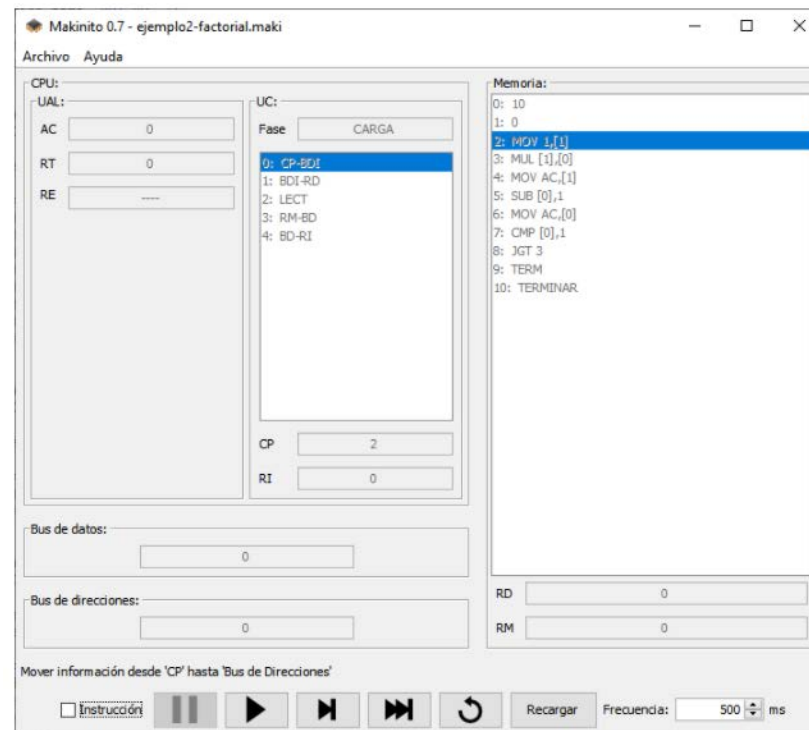 Makinito 0.7 - ejemplo2-factorial.maki
Archivo Ayuda
CPU:
UAL:
AC 0
RT 0
RE ----
UC:
Fase CARGA
0: CP-BDI
1: BDI-RD
2: LECT
3: RM-BD
4: BD-RI
CP 2
RI 0
Memoria:
0: 10
1: 0
2: MOV 1,[1]
3: MUL [1],[0]
4: MOV AC,[1]
5: SUB [0],1
6: MOV AC,[0]
7: CMP [0],1
8: JGT 3
9: TERM
10: TERMINAR
Bus de datos:
0
Bus de direcciones:
0
RD 0
RM 0
Mover información desde 'CP' hasta 'Bus de Direcciones'
Instrucción Recargar Frecuencia: 500 ms